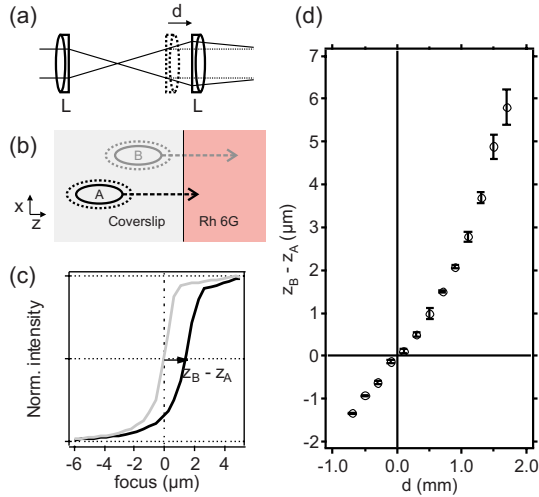 (a)
d
L
L
(b)
B
A
x
z
Coverslip
Rh 6G
(c)
Norm. intensity
z_B - z_A
-6
-4
-2
0
2
4
focus (μm)
(d)
7
6
5
4
3
2
1
0
-1
-2
z_B - z_A (μm)
-1.0
0.0
1.0
2.0
d (mm)